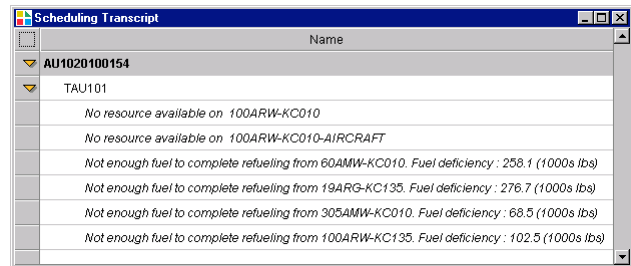 Scheduling Transcript
Name
AU1020100154
TAU101
No resource available on 100ARW-KC010
No resource available on 100ARW-KC010-AIRCRAFT
Not enough fuel to complete refueling from 60AMW-KC010. Fuel deficiency : 258.1 (1000s lbs)
Not enough fuel to complete refueling from 19ARG-KC135. Fuel deficiency : 276.7 (1000s lbs)
Not enough fuel to complete refueling from 305AMW-KC010. Fuel deficiency : 68.5 (1000s lbs)
Not enough fuel to complete refueling from 100ARW-KC135. Fuel deficiency : 102.5 (1000s lbs)